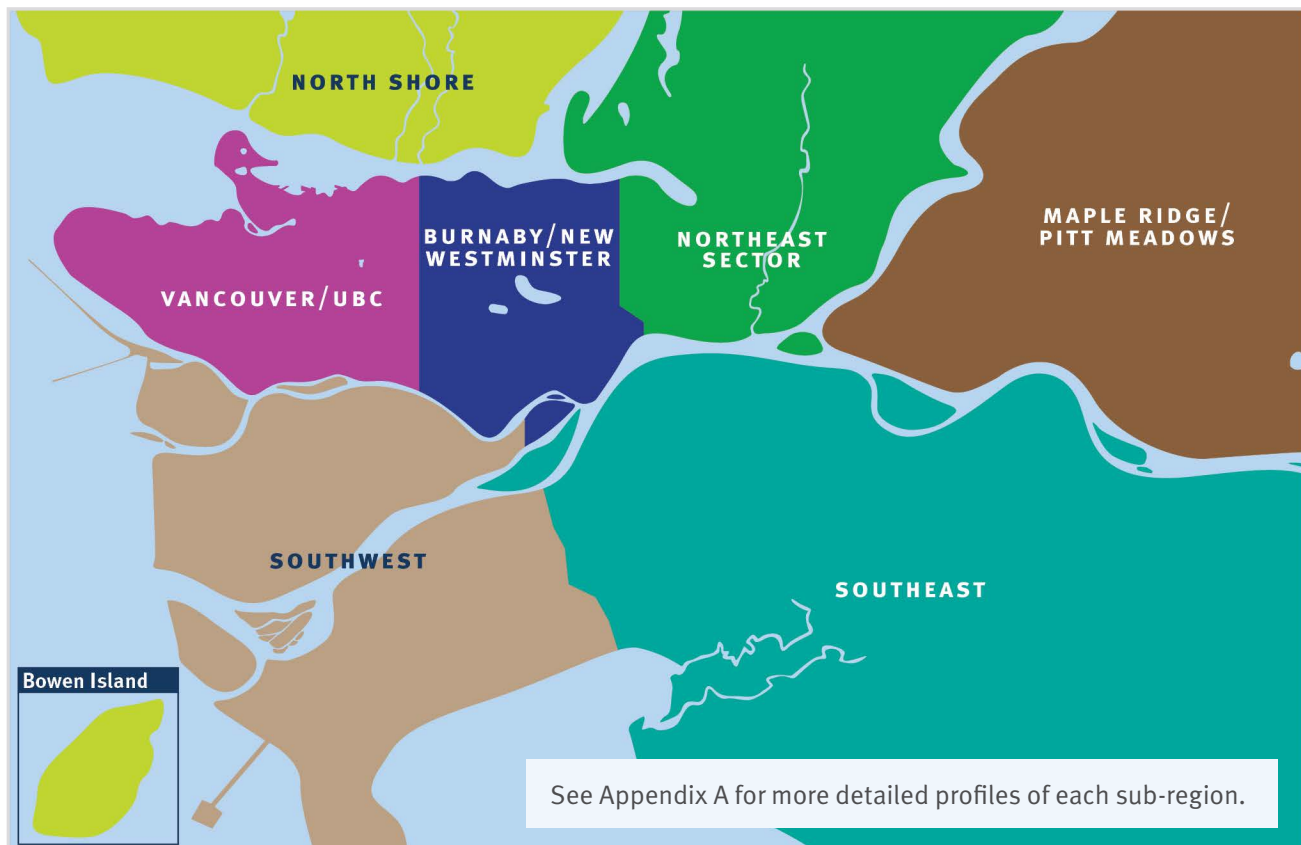 NORTH SHORE
BURNABY/NEW
WESTMINSTER
NORTHEAST
SECTOR
MAPLE RIDGE/
PITT MEADOWS
VANCOUVER/UBC
SOUTHWEST
SOUTHEAST
Bowen Island
See Appendix A for more detailed profiles of each sub-region.